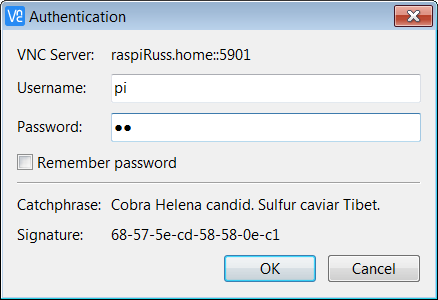 VS Authentication
VNC Server: raspiRuss.home::5901
Username: pi
Password: ●●
Remember password
Catchphrase: Cobra Helena candid. Sulfur caviar Tibet.
Signature: 68-57-5e-cd-58-58-0e-c1
OK Cancel